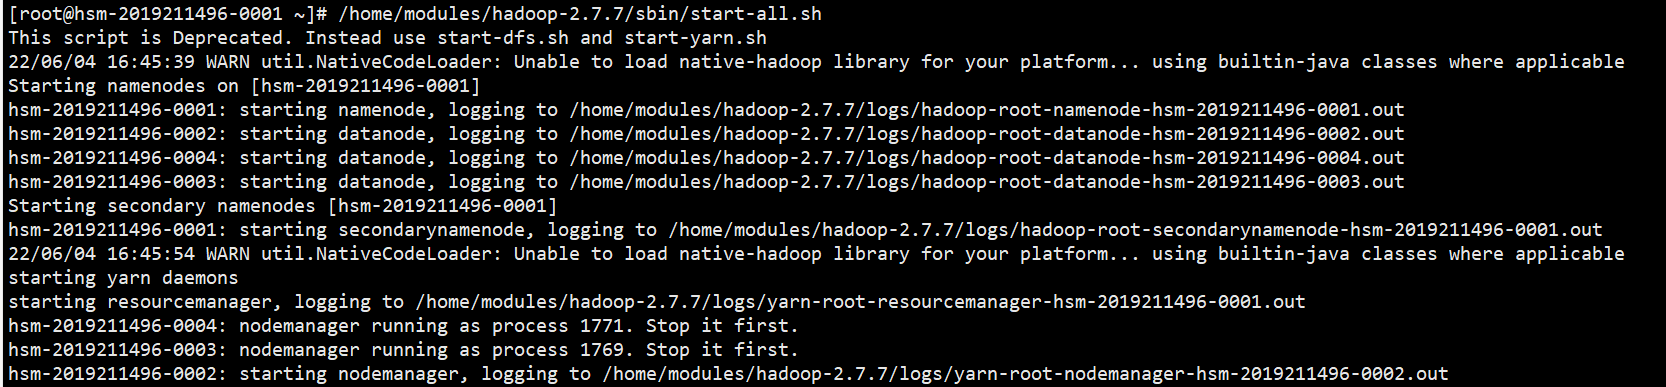 [root@hsm-2019211496-0001 ~]# /home/modules/hadoop-2.7.7/sbin/start-all.sh
This script is Deprecated. Instead use start-dfs.sh and start-yarn.sh
22/06/04 16:45:39 WARN util.NativeCodeLoader: Unable to load native-hadoop library for your platform... using builtin-java classes where applicable
Starting namenodes on [hsm-2019211496-0001]
hsm-2019211496-0001: starting namenode, logging to /home/modules/hadoop-2.7.7/logs/hadoop-root-namenode-hsm-2019211496-0001.out
hsm-2019211496-0002: starting datanode, logging to /home/modules/hadoop-2.7.7/logs/hadoop-root-datanode-hsm-2019211496-0002.out
hsm-2019211496-0004: starting datanode, logging to /home/modules/hadoop-2.7.7/logs/hadoop-root-datanode-hsm-2019211496-0004.out
hsm-2019211496-0003: starting datanode, logging to /home/modules/hadoop-2.7.7/logs/hadoop-root-datanode-hsm-2019211496-0003.out
Starting secondary namenodes [hsm-2019211496-0001]
hsm-2019211496-0001: starting secondarynamenode, logging to /home/modules/hadoop-2.7.7/logs/hadoop-root-secondarynamenode-hsm-2019211496-0001.out
22/06/04 16:45:54 WARN util.NativeCodeLoader: Unable to load native-hadoop library for your platform... using builtin-java classes where applicable
starting yarn daemons
starting resourcemanager, logging to /home/modules/hadoop-2.7.7/logs/yarn-root-resourcemanager-hsm-2019211496-0001.out
hsm-2019211496-0004: nodemanager running as process 1771. Stop it first.
hsm-2019211496-0003: nodemanager running as process 1769. Stop it first.
hsm-2019211496-0002: starting nodemanager, logging to /home/modules/hadoop-2.7.7/logs/yarn-root-nodemanager-hsm-2019211496-0002.out